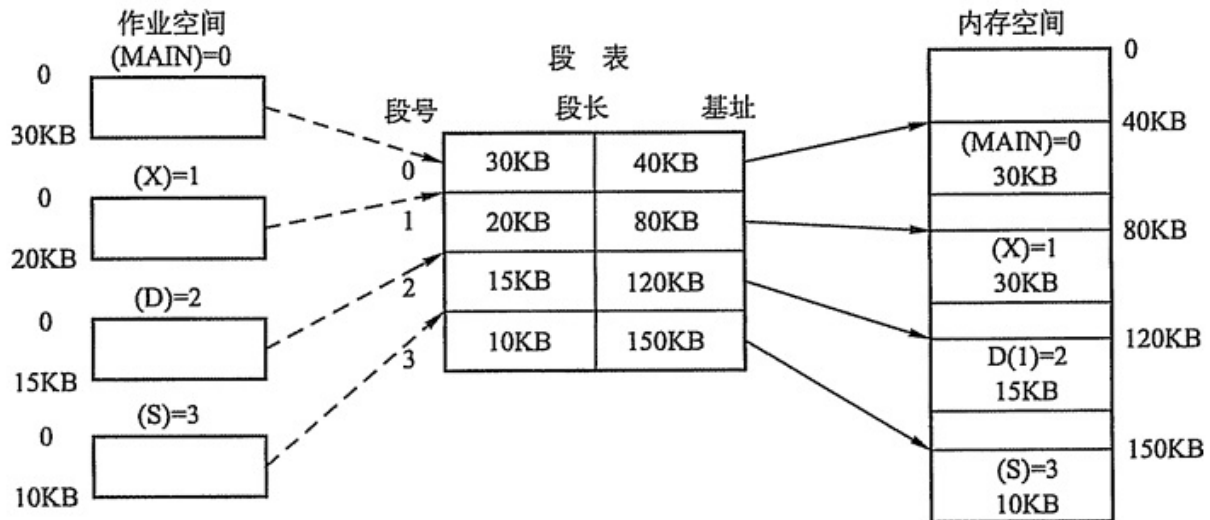 作业空间
(MAIN)=0
0
30KB
(X)=1
0
20KB
(D)=2
0
15KB
(S)=3
0
10KB
段 表
段号 段长 基址
0 30KB 40KB
1 20KB 80KB
2 15KB 120KB
3 10KB 150KB
内存空间
0
40KB
(MAIN)=0
30KB
80KB
(X)=1
30KB
120KB
D(1)=2
15KB
150KB
(S)=3
10KB